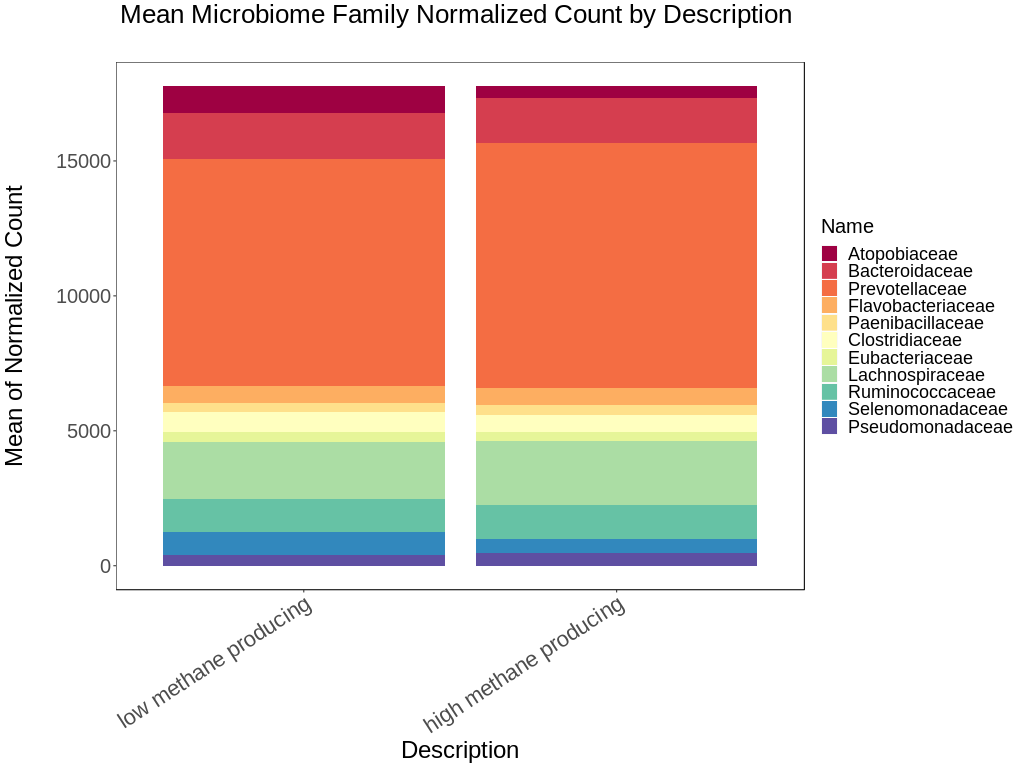 Mean Microbiome Family Normalized Count by Description
Mean of Normalized Count
15000
10000
5000
0
low methane producing
high methane producing
Description
Name
Atopobiaceae
Bacteroidaceae
Prevotellaceae
Flavobacteriaceae
Paenibacillaceae
Clostridiaceae
Eubacteriaceae
Lachnospiraceae
Ruminococcaceae
Selenomonadaceae
Pseudomonadaceae